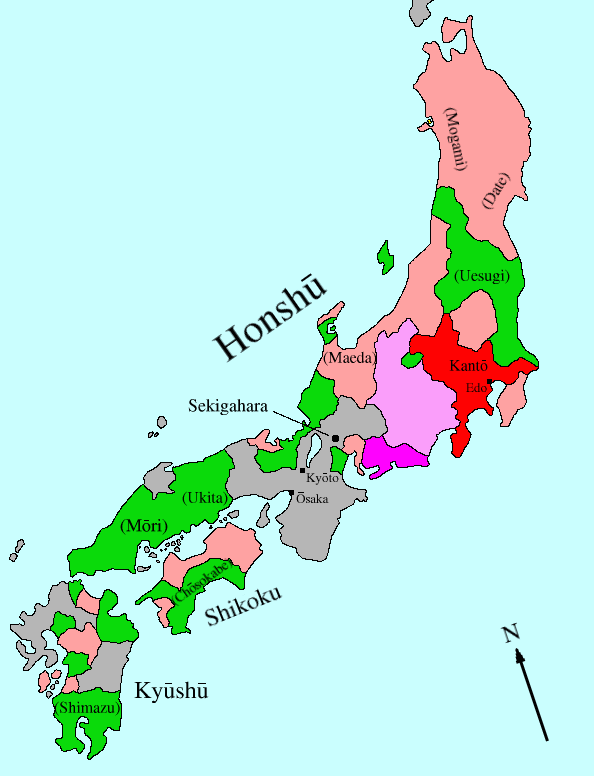 (Mogami)
(Date)
(Uesugi)
Honshū
(Maeda)
Kantō
Edo
Sekigahara
Kyōto
Ōsaka
(Ukita)
(Mōri)
(Chōsokabe)
Shikoku
N
Kyūshū
(Shimazu)